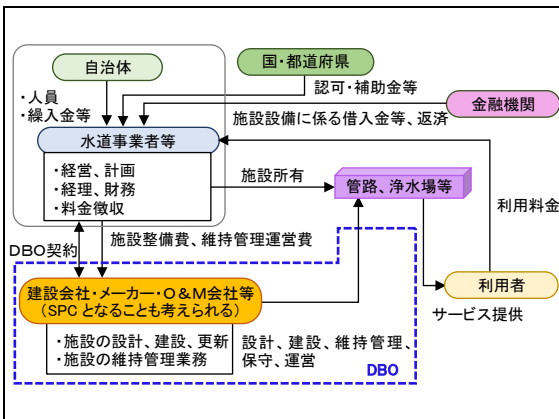 自治体
国・都道府県
・人員
・繰入金等
認可・補助金等
金融機関
施設設備に係る借入金等、返済
水道事業者等
・経営、計画
・経理、財務
・料金徴収
施設所有
管路、浄水場等
利用料金
DBO契約
施設整備費、維持管理運営費
建設会社・メーカー・O&M会社等
（SPCとなることも考えられる）
利用者
サービス提供
・施設の設計、建設、更新
・施設の維持管理業務
設計、建設、維持管理、
保守、運営
DBO